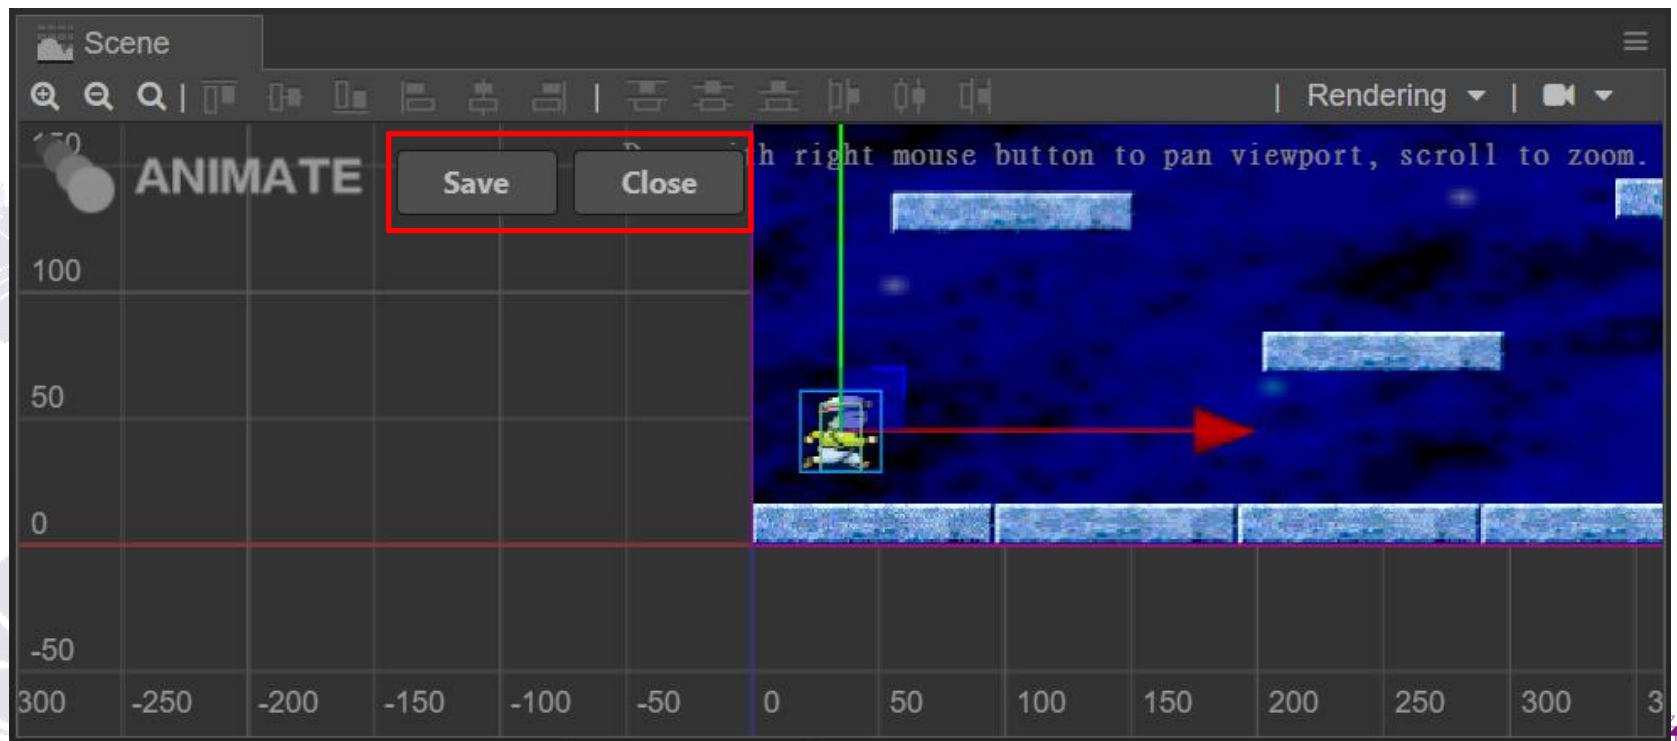 Scene
Rendering
ANIMATE
Save
Close
right mouse button to pan viewport, scroll to zoom.
100
50
0
-50
300 -250 -200 -150 -100 -50 0 50 100 150 200 250 300